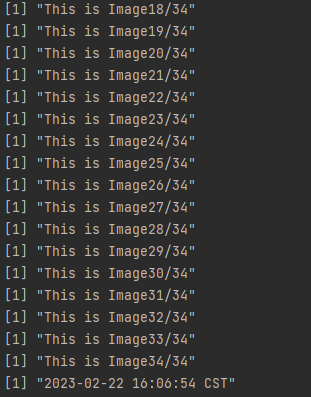 [1] "This is Image18/34"
[1] "This is Image19/34"
[1] "This is Image20/34"
[1] "This is Image21/34"
[1] "This is Image22/34"
[1] "This is Image23/34"
[1] "This is Image24/34"
[1] "This is Image25/34"
[1] "This is Image26/34"
[1] "This is Image27/34"
[1] "This is Image28/34"
[1] "This is Image29/34"
[1] "This is Image30/34"
[1] "This is Image31/34"
[1] "This is Image32/34"
[1] "This is Image33/34"
[1] "This is Image34/34"
[1] "2023-02-22 16:06:54 CST"